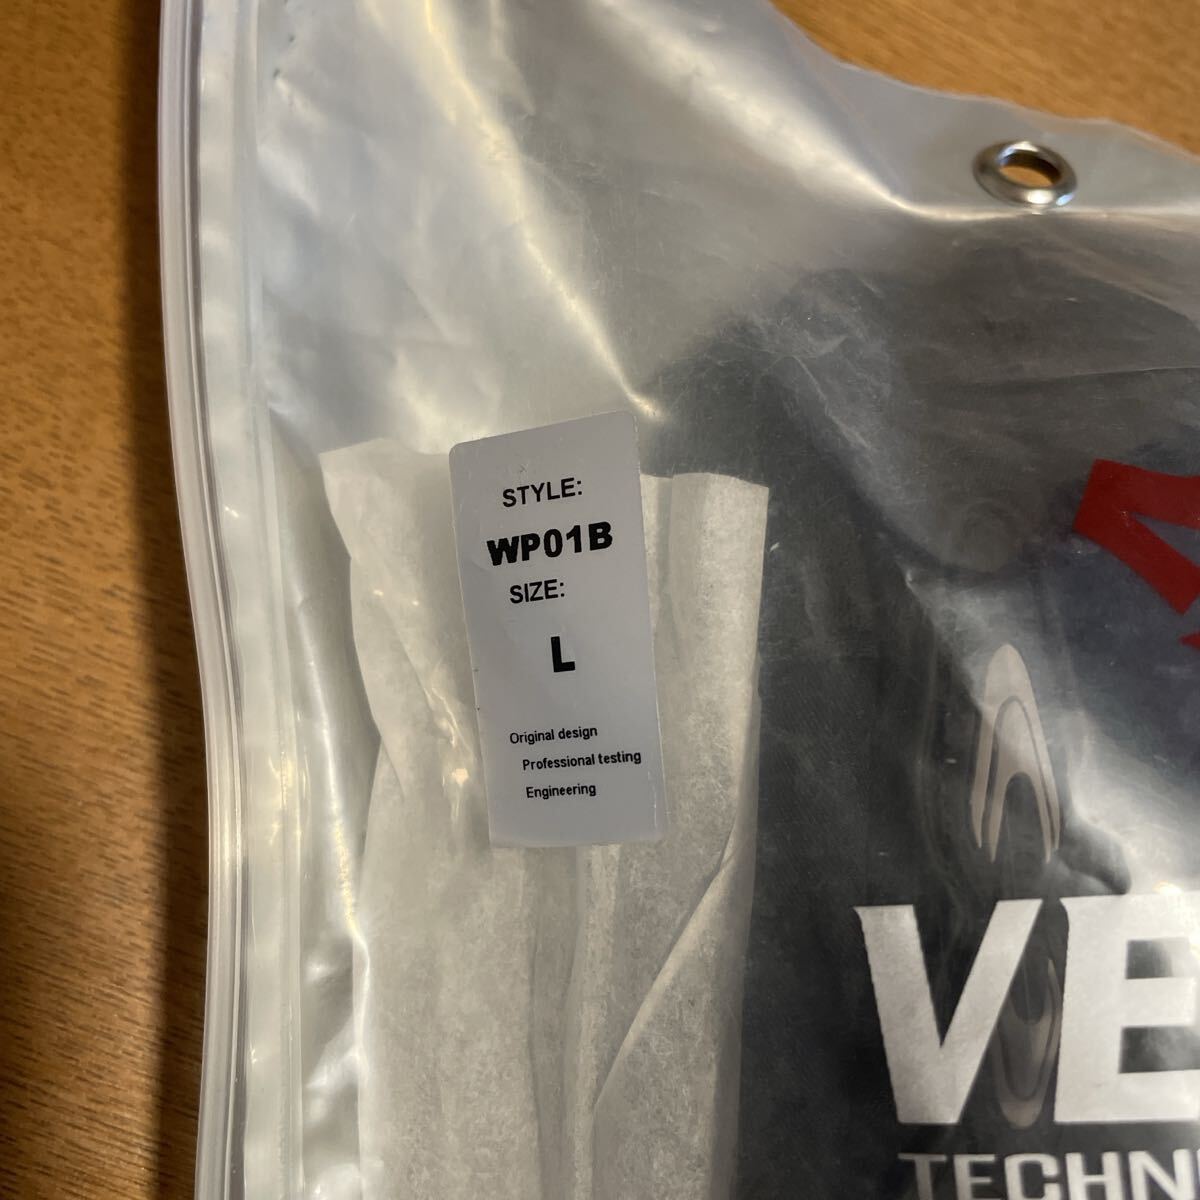 STYLE:
WP01B
SIZE:
L
Original design
Professional testing
Engineering
VE
TECHN